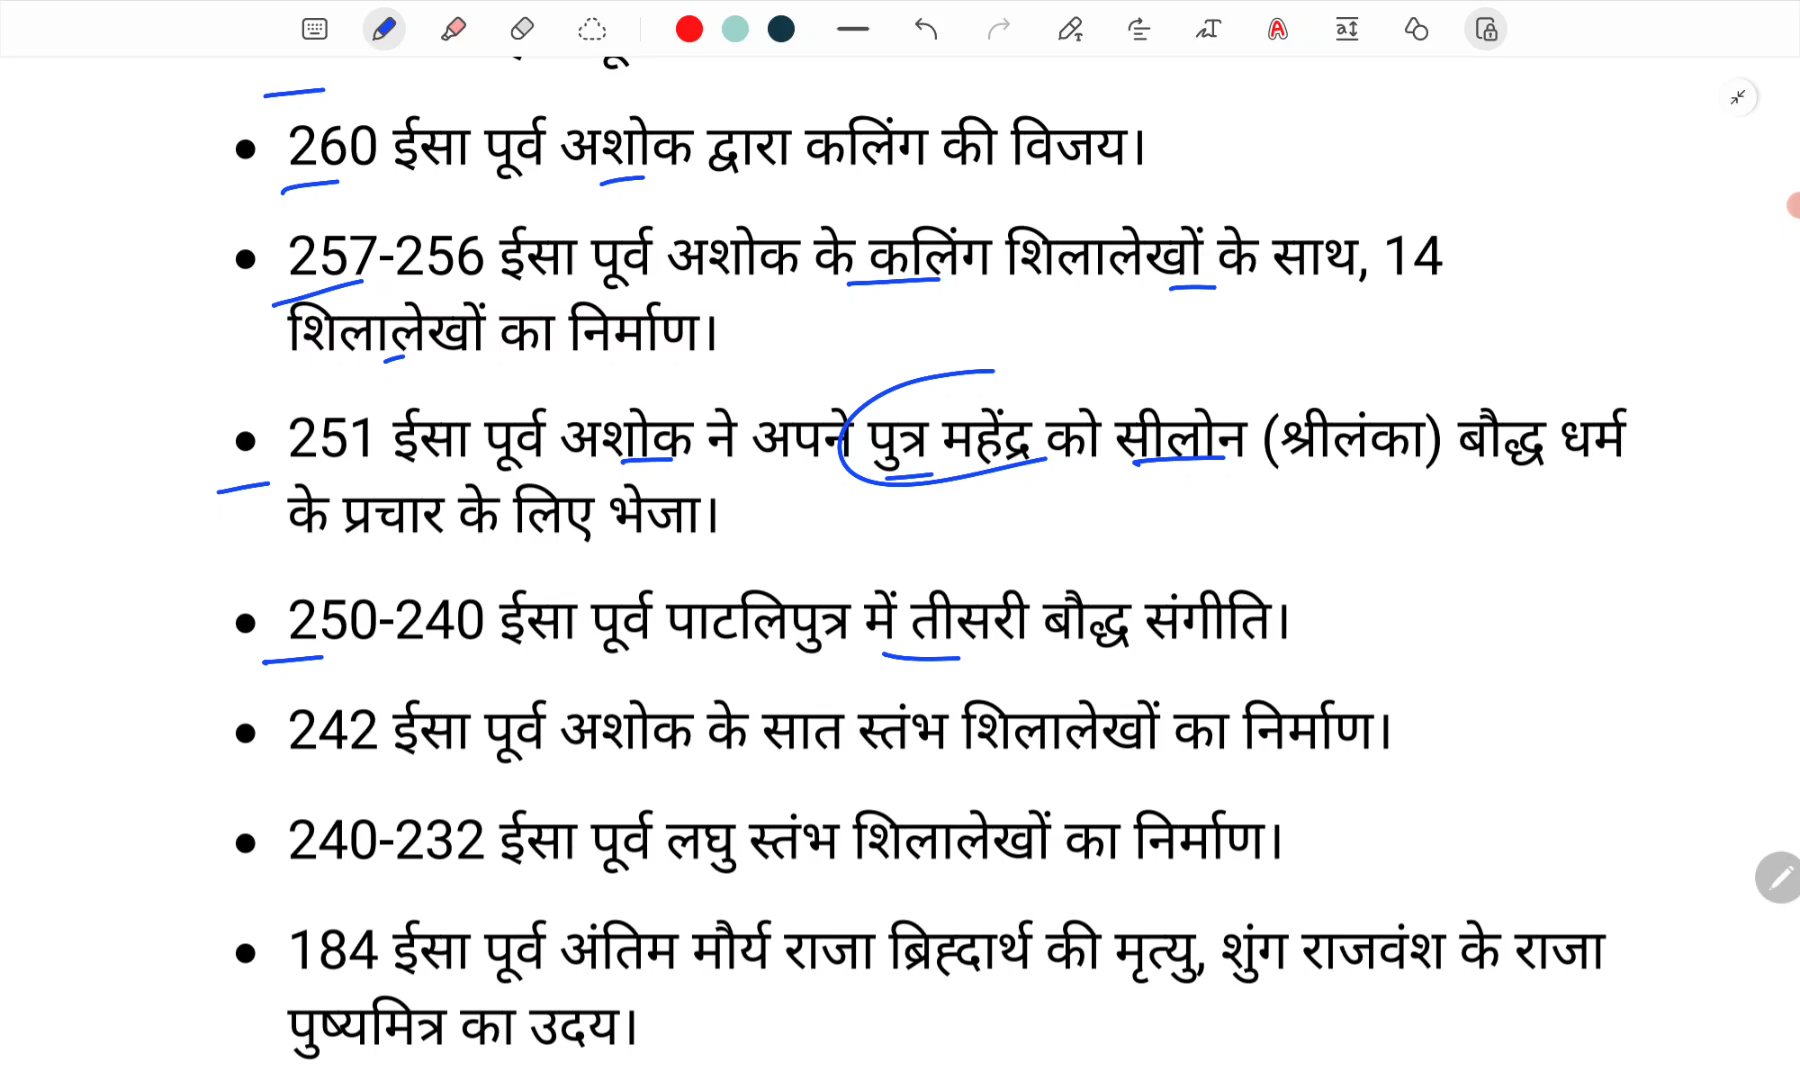 260 ईसा पूर्व अशोक द्वारा कलिंग की विजय।
257-256 ईसा पूर्व अशोक के कलिंग शिलालेखों के साथ, 14
शिलालेखों का निर्माण।
251 ईसा पूर्व अशोक ने अपने पुत्र महेंद्र को सीलोन (श्रीलंका) बौद्ध धर्म
के प्रचार के लिए भेजा।
250-240 ईसा पूर्व पाटलिपुत्र में तीसरी बौद्ध संगीति।
242 ईसा पूर्व अशोक के सात स्तंभ शिलालेखों का निर्माण।
240-232 ईसा पूर्व लघु स्तंभ शिलालेखों का निर्माण।
184 ईसा पूर्व अंतिम मौर्य राजा ब्रिह्दार्थ की मृत्यु, शुंग राजवंश के राजा
पुष्यमित्र का उदय।